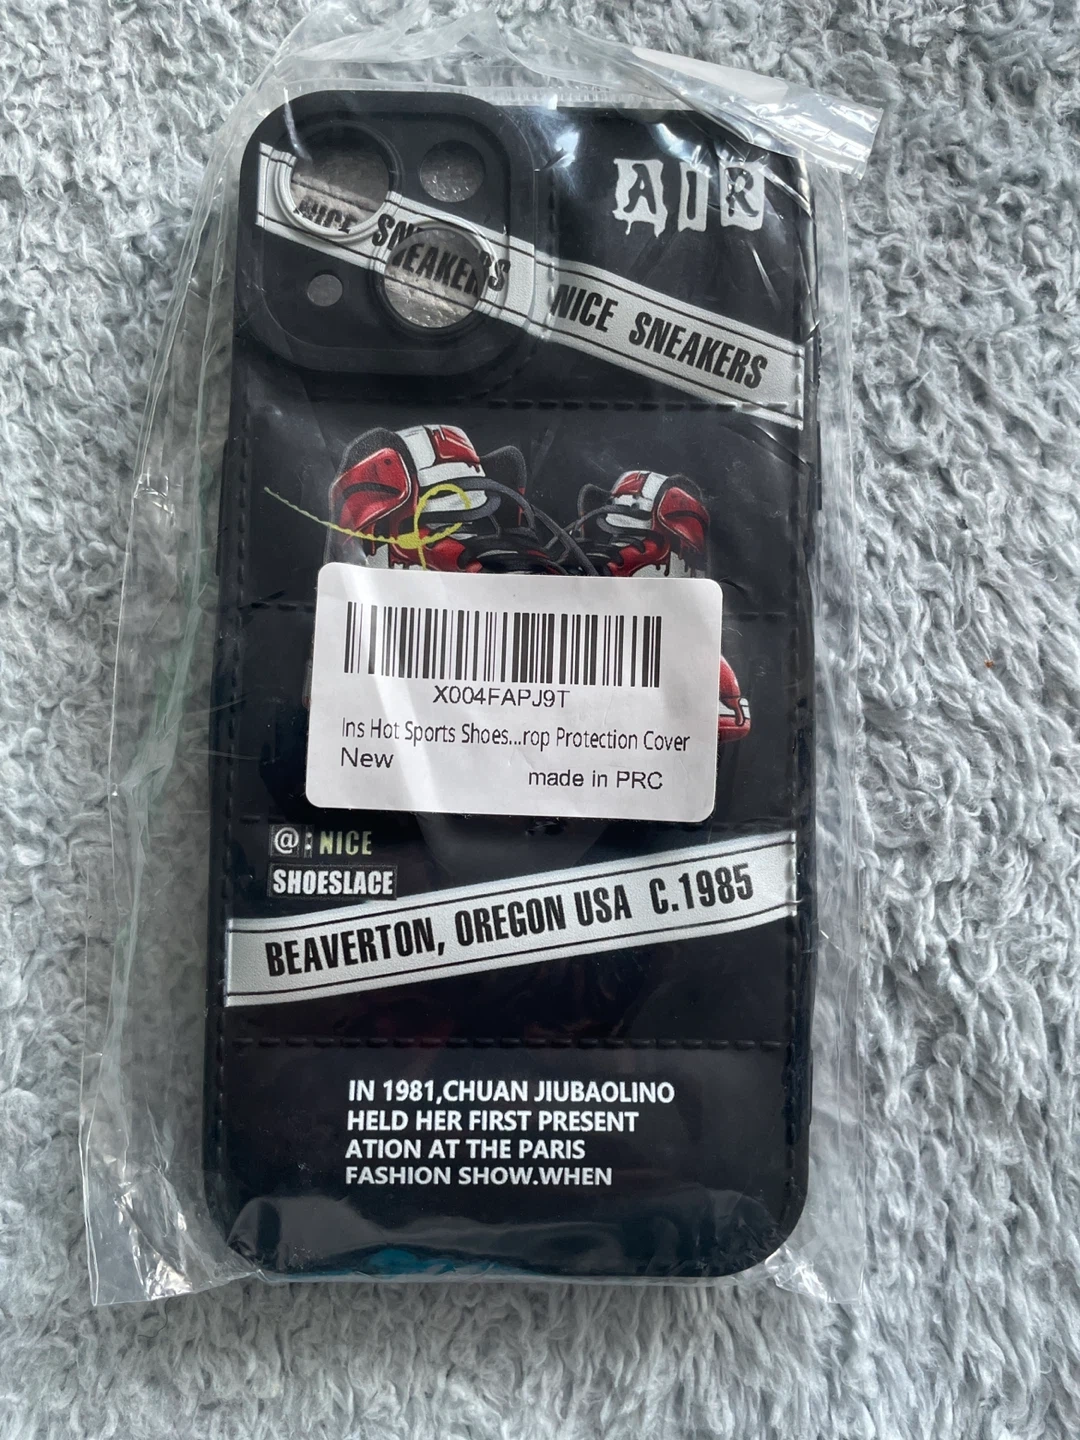 AIR
NICE SNEAKERS
NICE SNEAKERS
X004FAPJ9T
Ins Hot Sports Shoes...rop Protection Cover
New
made in PRC
@:NICE
SHOESLACE
BEAVERTON, OREGON USA C.1985
IN 1981,CHUAN JIUBAOLINO
HELD HER FIRST PRESENT
ATION AT THE PARIS
FASHION SHOW.WHEN